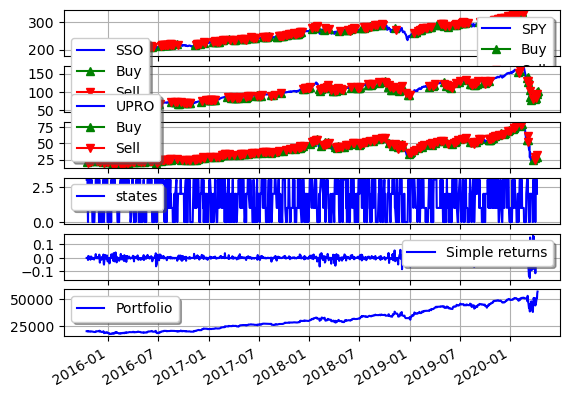 300
200
SPY
Buy
150
100
50
SSO
Buy
Sell
75
50
25
UPRO
Buy
Sell
2.5
0.0
states
0.1
0.0
−0.1
Simple returns
50000
25000
Portfolio
2016-01
2016-07
2017-01
2017-07
2018-01
2018-07
2019-01
2019-07
2020-01